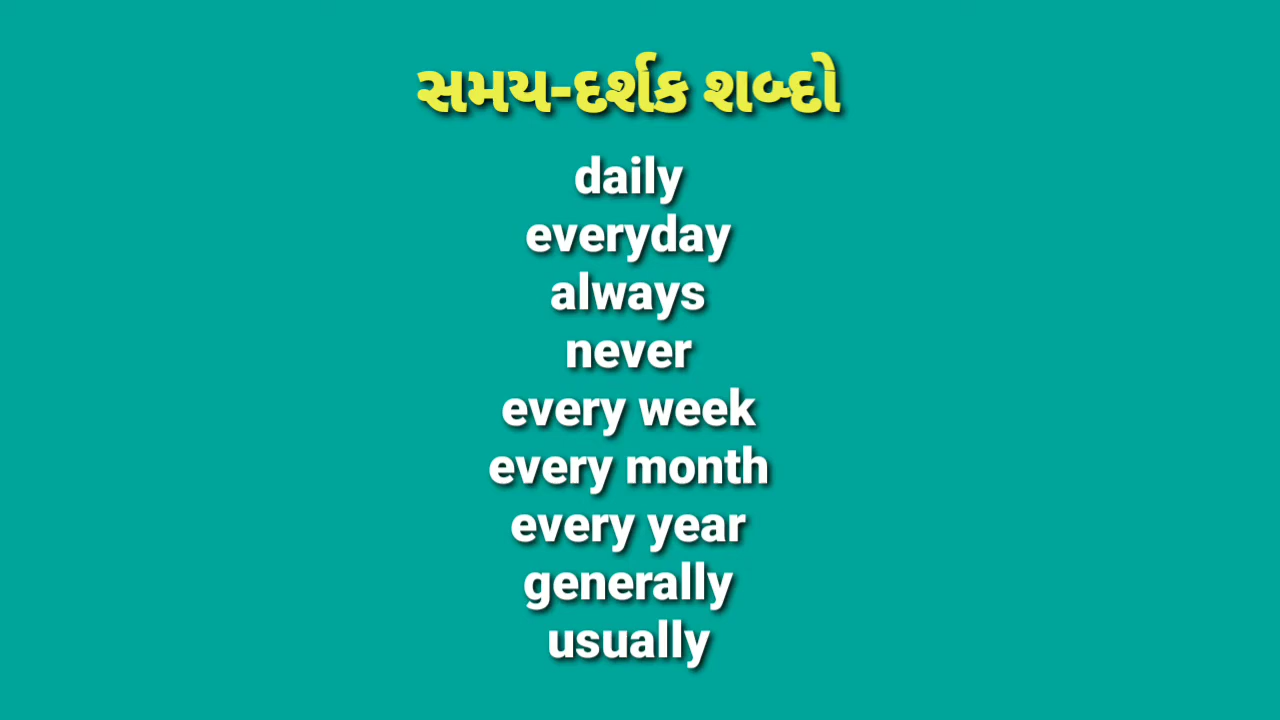 સમય-દર્શક શબ્દો
daily
everyday
always
never
every week
every month
every year
generally
usually